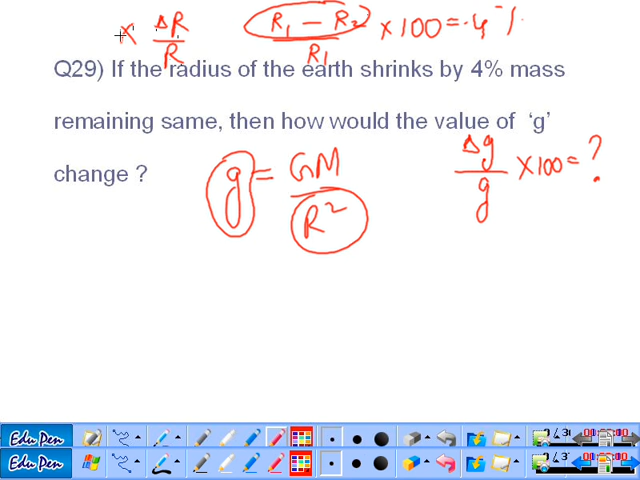 × ΔR/R (R₁ − R₂)/R₁ × 100 = -4 %
Q29) If the radius of the earth shrinks by 4% mass
remaining same, then how would the value of ‘g’
change ?
g = GM/R²
Δg/g × 100 = ?
Edu Pen
Edu Pen